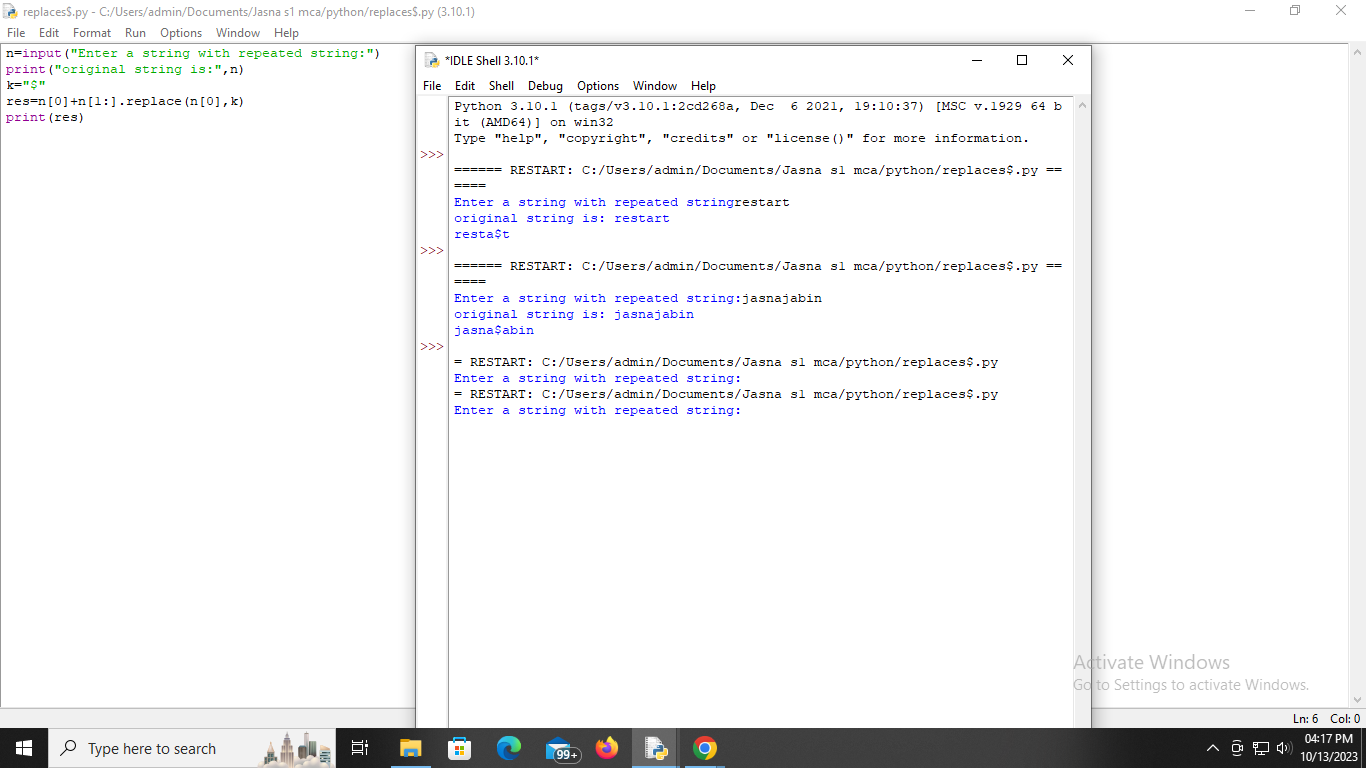 replaces$.py - C:/Users/admin/Documents/Jasna s1 mca/python/replaces$.py (3.10.1)
File Edit Format Run Options Window Help
n=input("Enter a string with repeated string:")
print("original string is:",n)
k="$"
res=n[0]+n[1:].replace(n[0],k)
print(res)
*IDLE Shell 3.10.1*
File Edit Shell Debug Options Window Help
Python 3.10.1 (tags/v3.10.1:2cd268a, Dec  6 2021, 19:10:37) [MSC v.1929 64 b
it (AMD64)] on win32
Type "help", "copyright", "credits" or "license()" for more information.
>>>
====== RESTART: C:/Users/admin/Documents/Jasna s1 mca/python/replaces$.py ==
====
Enter a string with repeated stringrestart
original string is: restart
resta$t
>>>
====== RESTART: C:/Users/admin/Documents/Jasna s1 mca/python/replaces$.py ==
====
Enter a string with repeated string:jasnajabin
original string is: jasnajabin
jasna$abin
>>>
= RESTART: C:/Users/admin/Documents/Jasna s1 mca/python/replaces$.py
Enter a string with repeated string:
= RESTART: C:/Users/admin/Documents/Jasna s1 mca/python/replaces$.py
Enter a string with repeated string:
Activate Windows
Go to Settings to activate Windows.
Ln: 6 Col: 0
Type here to search
99+
04:17 PM
10/13/2023